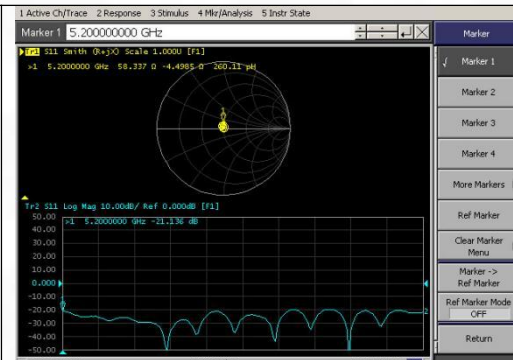 1 Active Ch/Trace 2 Response 3 Stimulus 4 Mkr/Analysis 5 Instr State
Marker 1 5.200000000 GHz
Tr1 S11 Smith (R+jX) Scale 1.000U [F1]
>1 5.2000000 GHz 58.337 Ω -4.4985 Ω 260.11 pH
Tr2 S11 Log Mag 10.00dB/ Ref 0.000dB [F1]
>1 5.2000000 GHz -21.136 dB
50.00
40.00
30.00
20.00
10.00
0.000
-10.00
-20.00
-30.00
-40.00
-50.00
1
2
Marker
√ Marker 1
Marker 2
Marker 3
Marker 4
More Markers
Ref Marker
Clear Marker
Menu
Marker ->
Ref Marker
Ref Marker Mode
OFF
Return